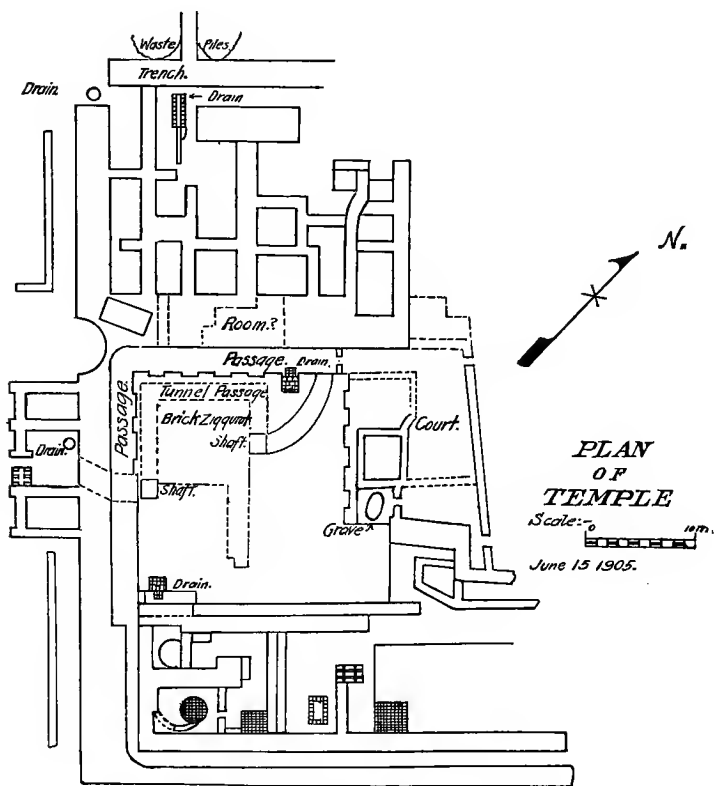 Waste Piles
Trench.
Drain.
← Drain
N.
Room?
Passage. Drain.
Passage.
Tunnel Passage
Brick Ziggurat
Shaft.
Court.
Drain.
Shaft.
Grave
PLAN
OF
TEMPLE
Scale:- 0 10m.
June 15 1905.
Drain.